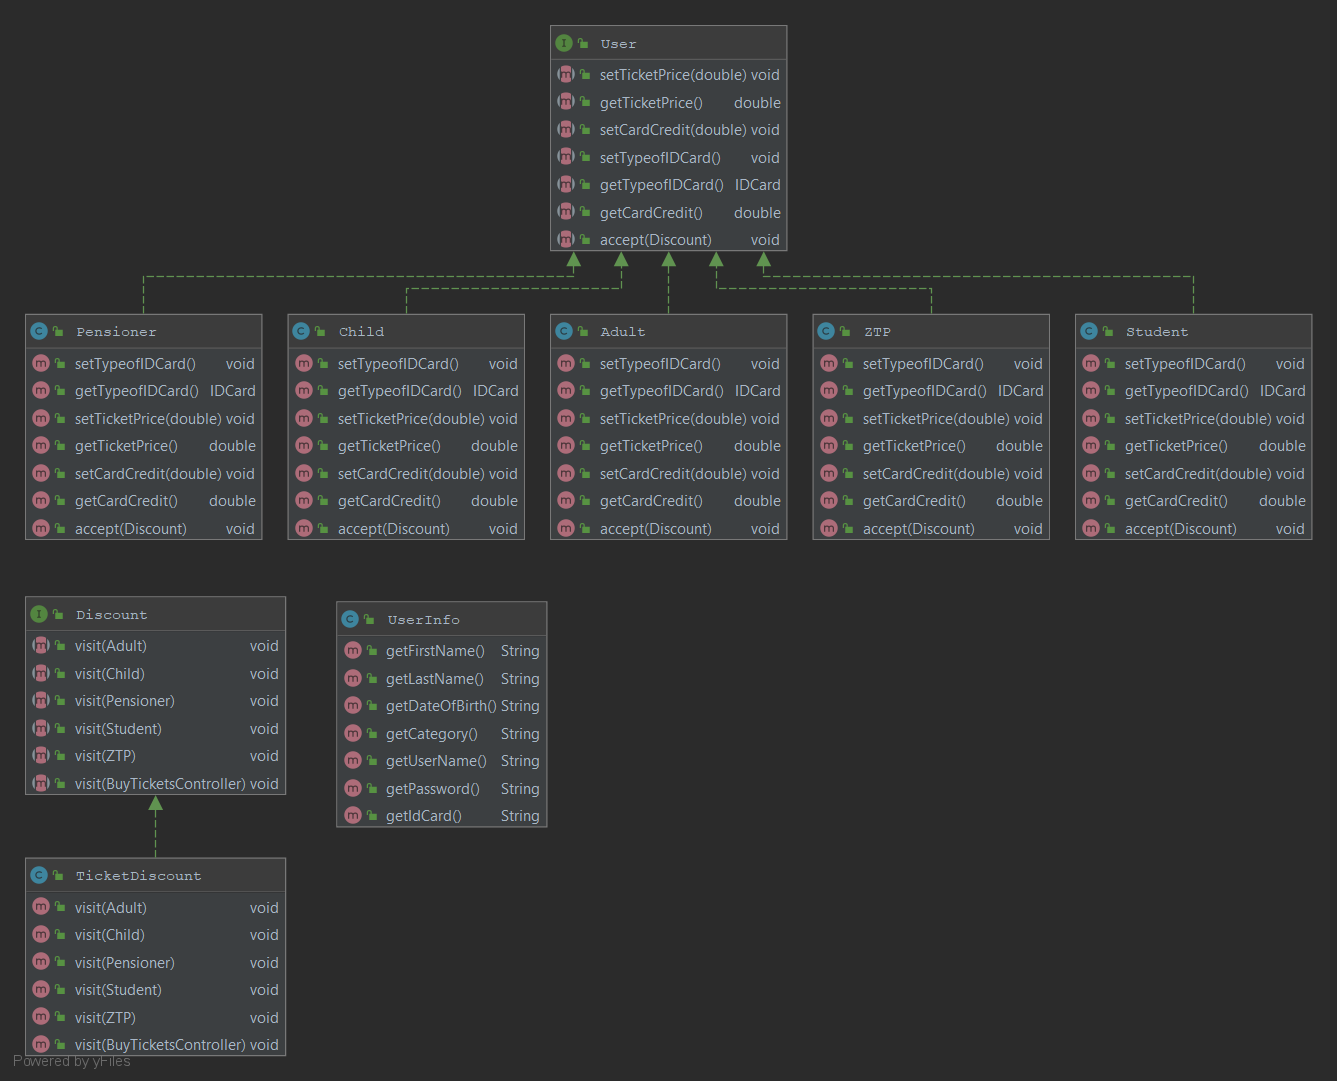 User
setTicketPrice(double) void
getTicketPrice() double
setCardCredit(double) void
setTypeofIDCard() void
getTypeofIDCard() IDCard
getCardCredit() double
accept(Discount) void
Pensioner
setTypeofIDCard() void
getTypeofIDCard() IDCard
setTicketPrice(double) void
getTicketPrice() double
setCardCredit(double) void
getCardCredit() double
accept(Discount) void
Child
setTypeofIDCard() void
getTypeofIDCard() IDCard
setTicketPrice(double) void
getTicketPrice() double
setCardCredit(double) void
getCardCredit() double
accept(Discount) void
Adult
setTypeofIDCard() void
getTypeofIDCard() IDCard
setTicketPrice(double) void
getTicketPrice() double
setCardCredit(double) void
getCardCredit() double
accept(Discount) void
ZTP
setTypeofIDCard() void
getTypeofIDCard() IDCard
setTicketPrice(double) void
getTicketPrice() double
setCardCredit(double) void
getCardCredit() double
accept(Discount) void
Student
setTypeofIDCard() void
getTypeofIDCard() IDCard
setTicketPrice(double) void
getTicketPrice() double
setCardCredit(double) void
getCardCredit() double
accept(Discount) void
Discount
visit(Adult) void
visit(Child) void
visit(Pensioner) void
visit(Student) void
visit(ZTP) void
visit(BuyTicketsController) void
UserInfo
getFirstName() String
getLastName() String
getDateOfBirth() String
getCategory() String
getUserName() String
getPassword() String
getIdCard() String
TicketDiscount
visit(Adult) void
visit(Child) void
visit(Pensioner) void
visit(Student) void
visit(ZTP) void
visit(BuyTicketsController) void
Powered by yFiles